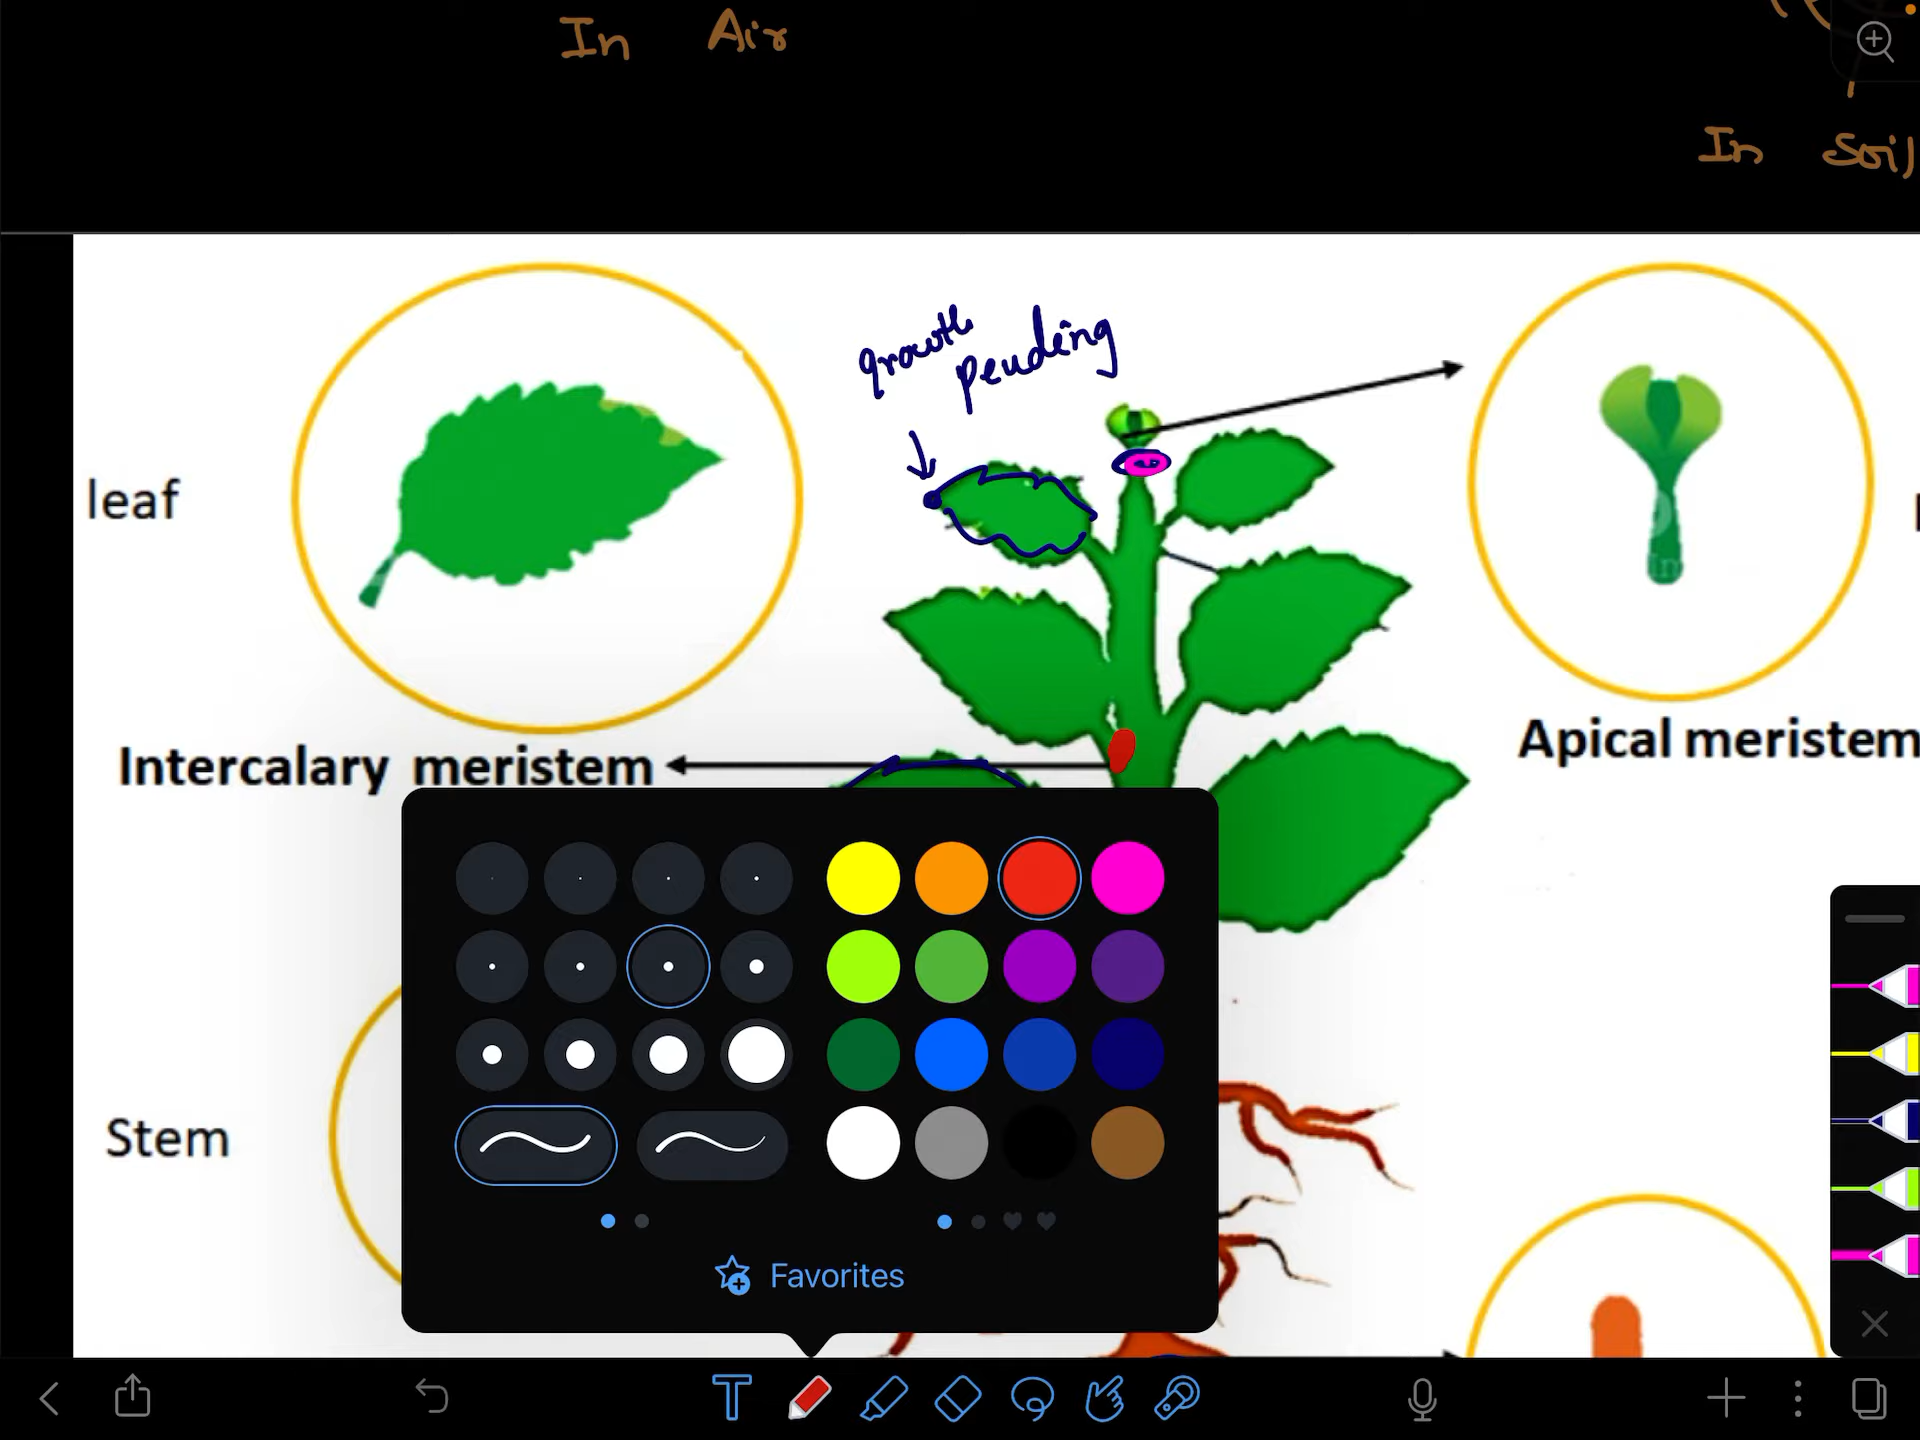 In Air
In Soil
growth
pending
leaf
Intercalary meristem
Apical meristem
Stem
Favorites
T